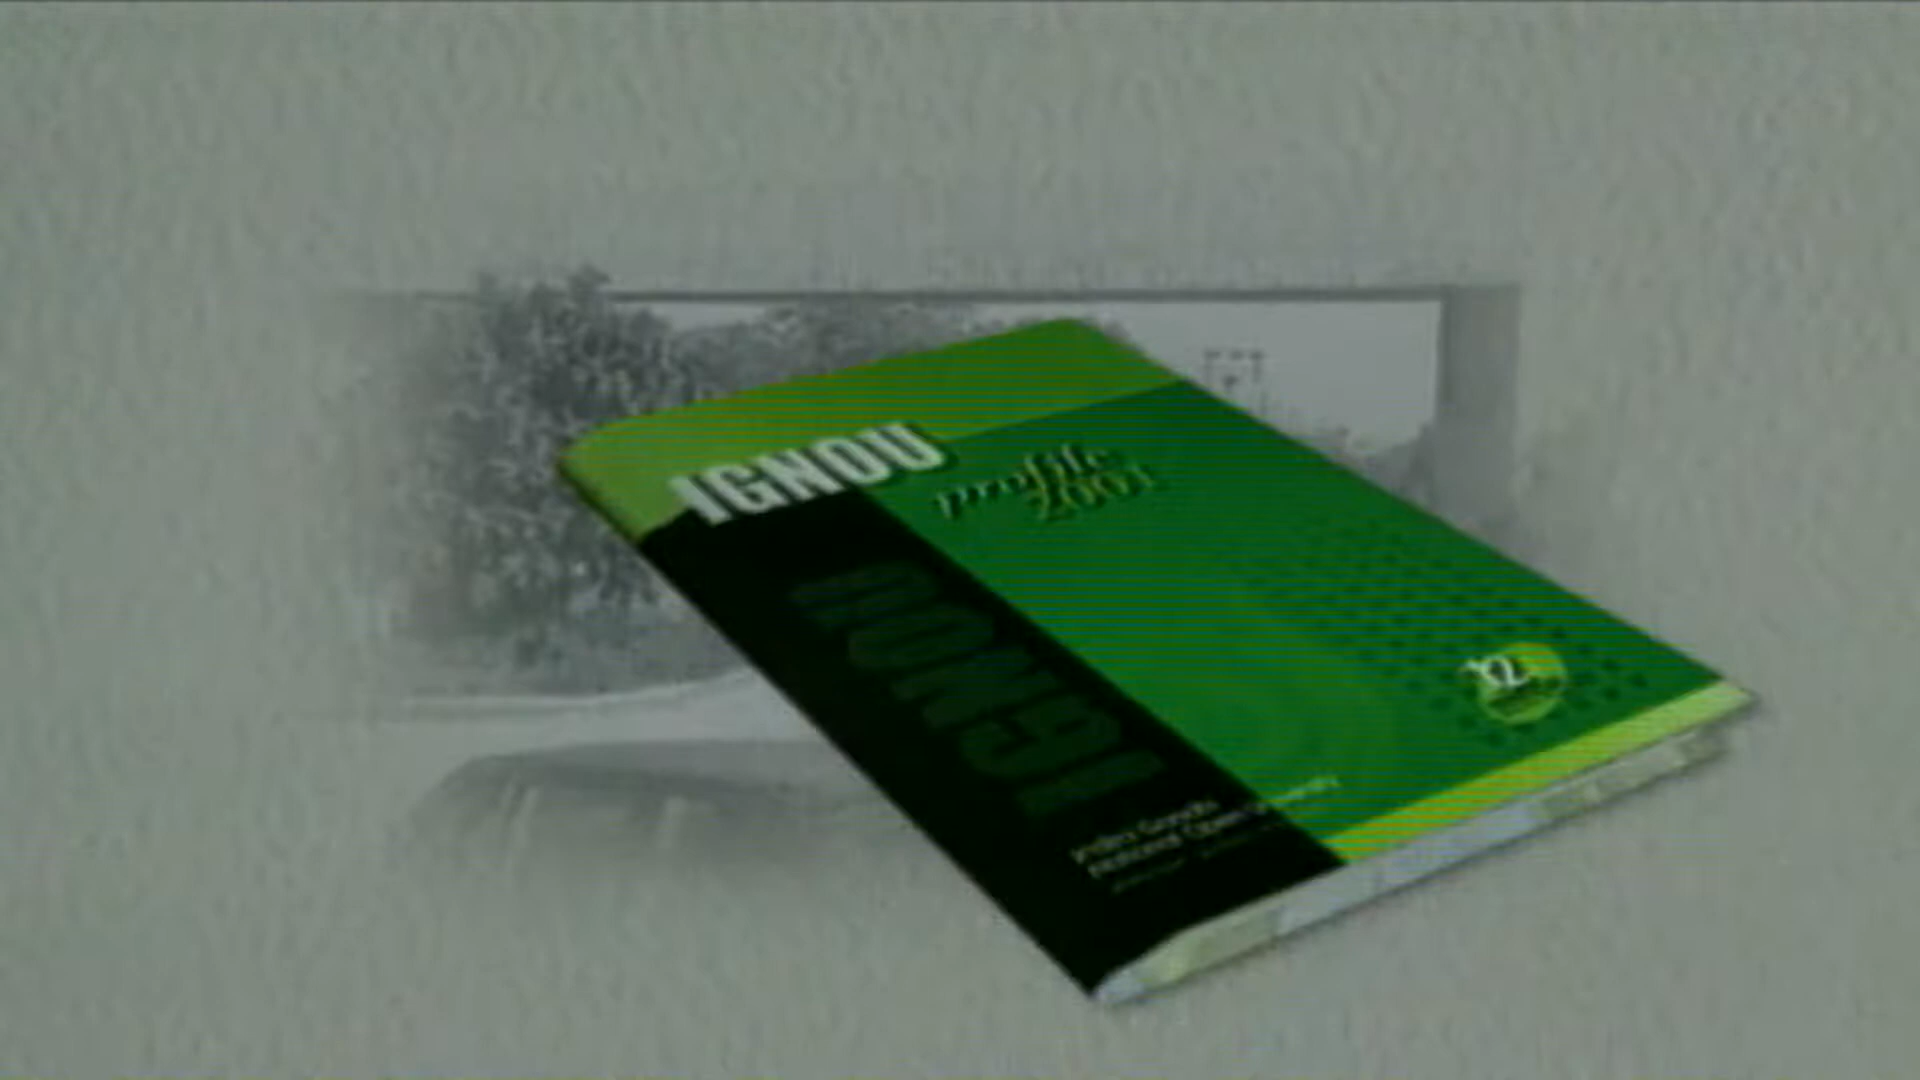 IGNOU
profile
2001
IGNOU
Indira Gandhi
National Open University